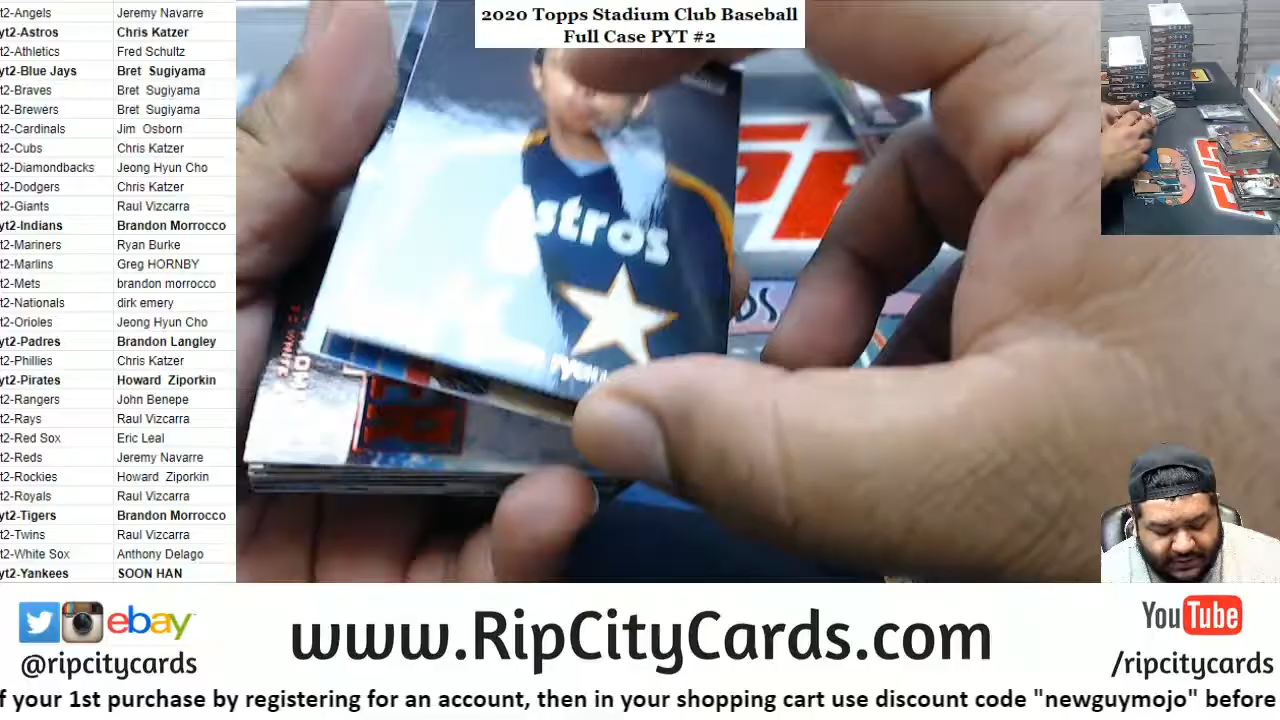 2020 Topps Stadium Club Baseball
Full Case PYT #2
t2-Angels Jeremy Navarre
yt2-Astros Chris Katzer
t2-Athletics Fred Schultz
yt2-Blue Jays Bret Sugiyama
t2-Braves Bret Sugiyama
t2-Brewers Bret Sugiyama
t2-Cardinals Jim Osborn
t2-Cubs Chris Katzer
t2-Diamondbacks Jeong Hyun Cho
t2-Dodgers Chris Katzer
t2-Giants Raul Vizcarra
yt2-Indians Brandon Morrocco
t2-Mariners Ryan Burke
t2-Marlins Greg HORNBY
t2-Mets brandon morrocco
t2-Nationals dirk emery
t2-Orioles Jeong Hyun Cho
yt2-Padres Brandon Langley
t2-Phillies Chris Katzer
yt2-Pirates Howard Ziporkin
t2-Rangers John Benepe
t2-Rays Raul Vizcarra
t2-Red Sox Eric Leal
t2-Reds Jeremy Navarre
t2-Rockies Howard Ziporkin
t2-Royals Raul Vizcarra
yt2-Tigers Brandon Morrocco
t2-Twins Raul Vizcarra
t2-White Sox Anthony Delago
yt2-Yankees SOON HAN
Astros
ebay
@ripcitycards
www.RipCityCards.com
YouTube
/ripcitycards
f your 1st purchase by registering for an account, then in your shopping cart use discount code "newguymojo" before